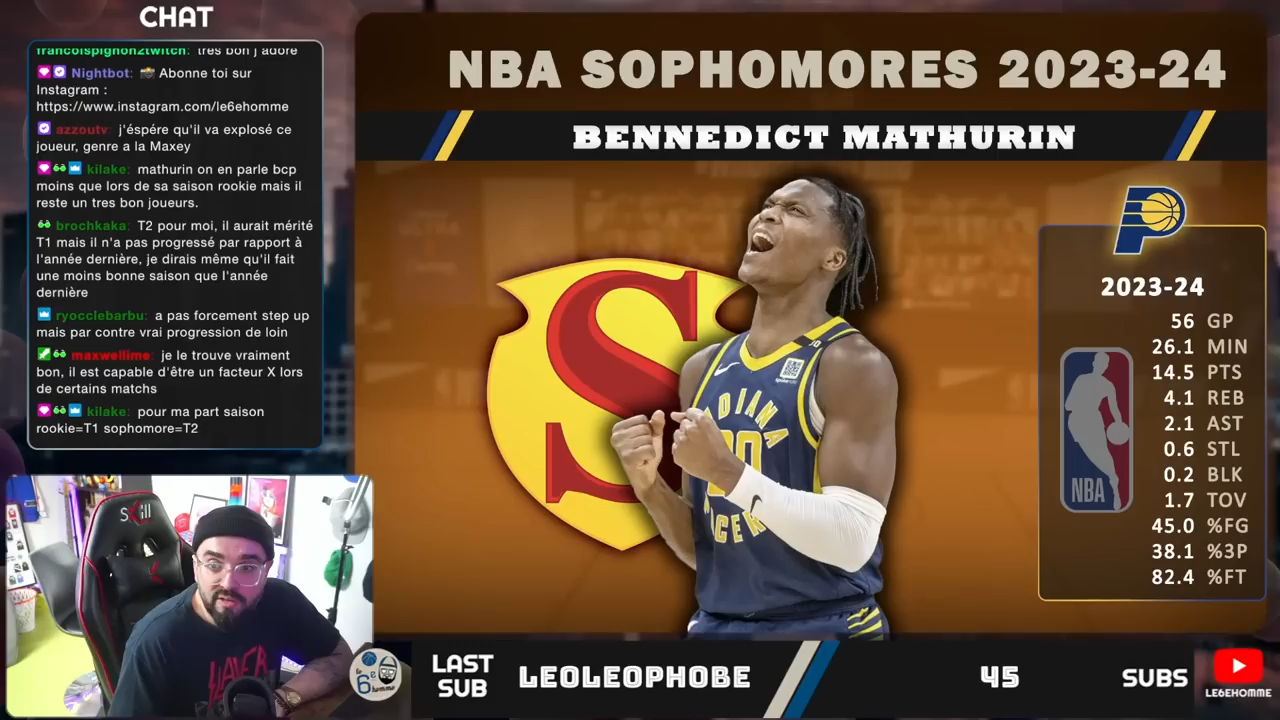 CHAT
francoispignon2twitch: très bon j'adore
Nightbot: Abonne toi sur
Instagram :
https://www.instagram.com/le6ehomme
azzoutv: j'éspére qu'il va explosé ce
joueur, genre a la Maxey
kilake: mathurin on en parle bcp
moins que lors de sa saison rookie mais il
reste un tres bon joueurs.
brochkaka: T2 pour moi, il aurait mérité
T1 mais il n'a pas progressé par rapport à
l'année dernière, je dirais même qu'il fait
une moins bonne saison que l'année
dernière
ryocclebarbu: a pas forcement step up
mais par contre vrai progression de loin
maxwellime: je le trouve vraiment
bon, il est capable d'être un facteur X lors
de certains matchs
kilake: pour ma part saison
rookie=T1 sophomore=T2
NBA SOPHOMORES 2023-24
BENNEDICT MATHURIN
S
INDIANA
PACER
P
2023-24
56 GP
26.1 MIN
14.5 PTS
4.1 REB
2.1 AST
0.6 STL
0.2 BLK
1.7 TOV
45.0 %FG
38.1 %3P
82.4 %FT
NBA
SLAYER
le
6e
homme
LAST
SUB
LEOLEOPHOBE
45 SUBS
LE6EHOMME